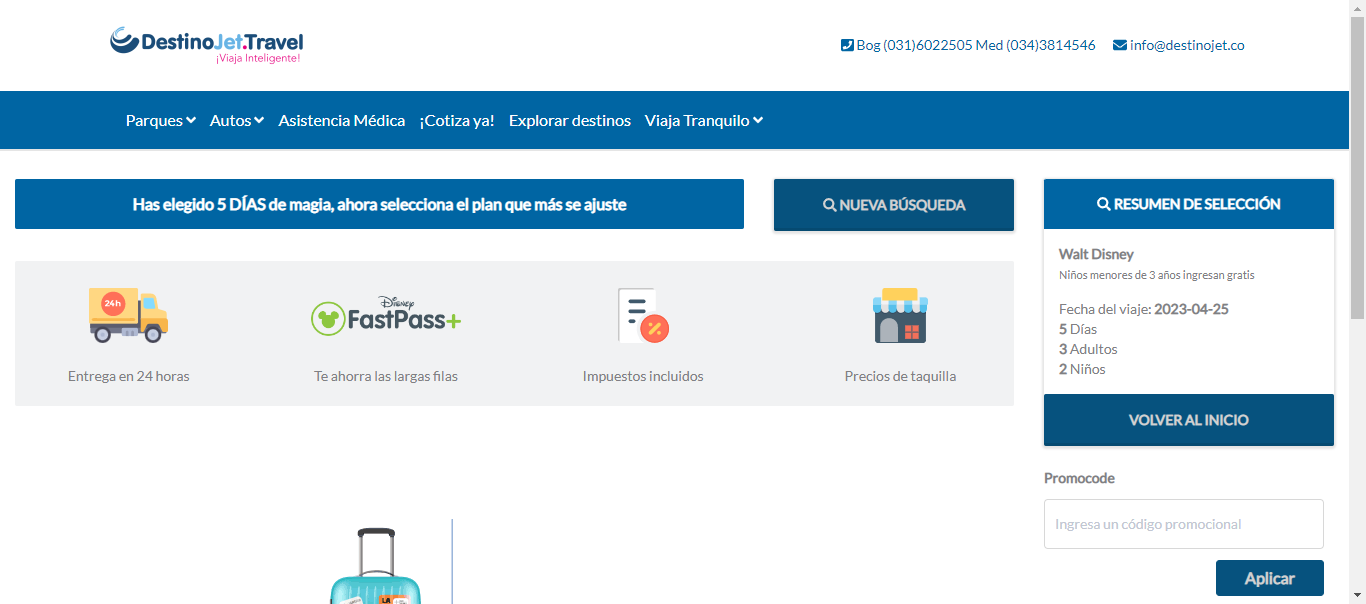 DestinoJet.Travel
¡Viaja Inteligente!
Bog (031)6022505 Med (034)3814546 info@destinojet.co
Parques Autos Asistencia Médica ¡Cotiza ya! Explorar destinos Viaja Tranquilo
Has elegido 5 DÍAS de magia, ahora selecciona el plan que más se ajuste
NUEVA BÚSQUEDA
24h
Entrega en 24 horas
Disney
FastPass+
Te ahorra las largas filas
Impuestos incluidos
Precios de taquilla
LA
RESUMEN DE SELECCIÓN
Walt Disney
Niños menores de 3 años ingresan gratis
Fecha del viaje: 2023-04-25
5 Días
3 Adultos
2 Niños
VOLVER AL INICIO
Promocode
Ingresa un código promocional
Aplicar